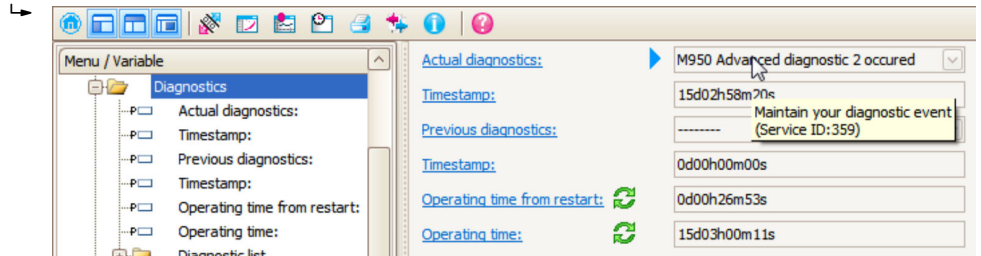 Menu / Variable
Diagnostics
Actual diagnostics:
Timestamp:
Previous diagnostics:
Timestamp:
Operating time from restart:
Operating time:
Diagnostic list
Actual diagnostics:
M950 Advanced diagnostic 2 occured
Timestamp:
15d02h58m20s
Maintain your diagnostic event
(Service ID:359)
Previous diagnostics:
--------
Timestamp:
0d00h00m00s
Operating time from restart:
0d00h26m53s
Operating time:
15d03h00m11s